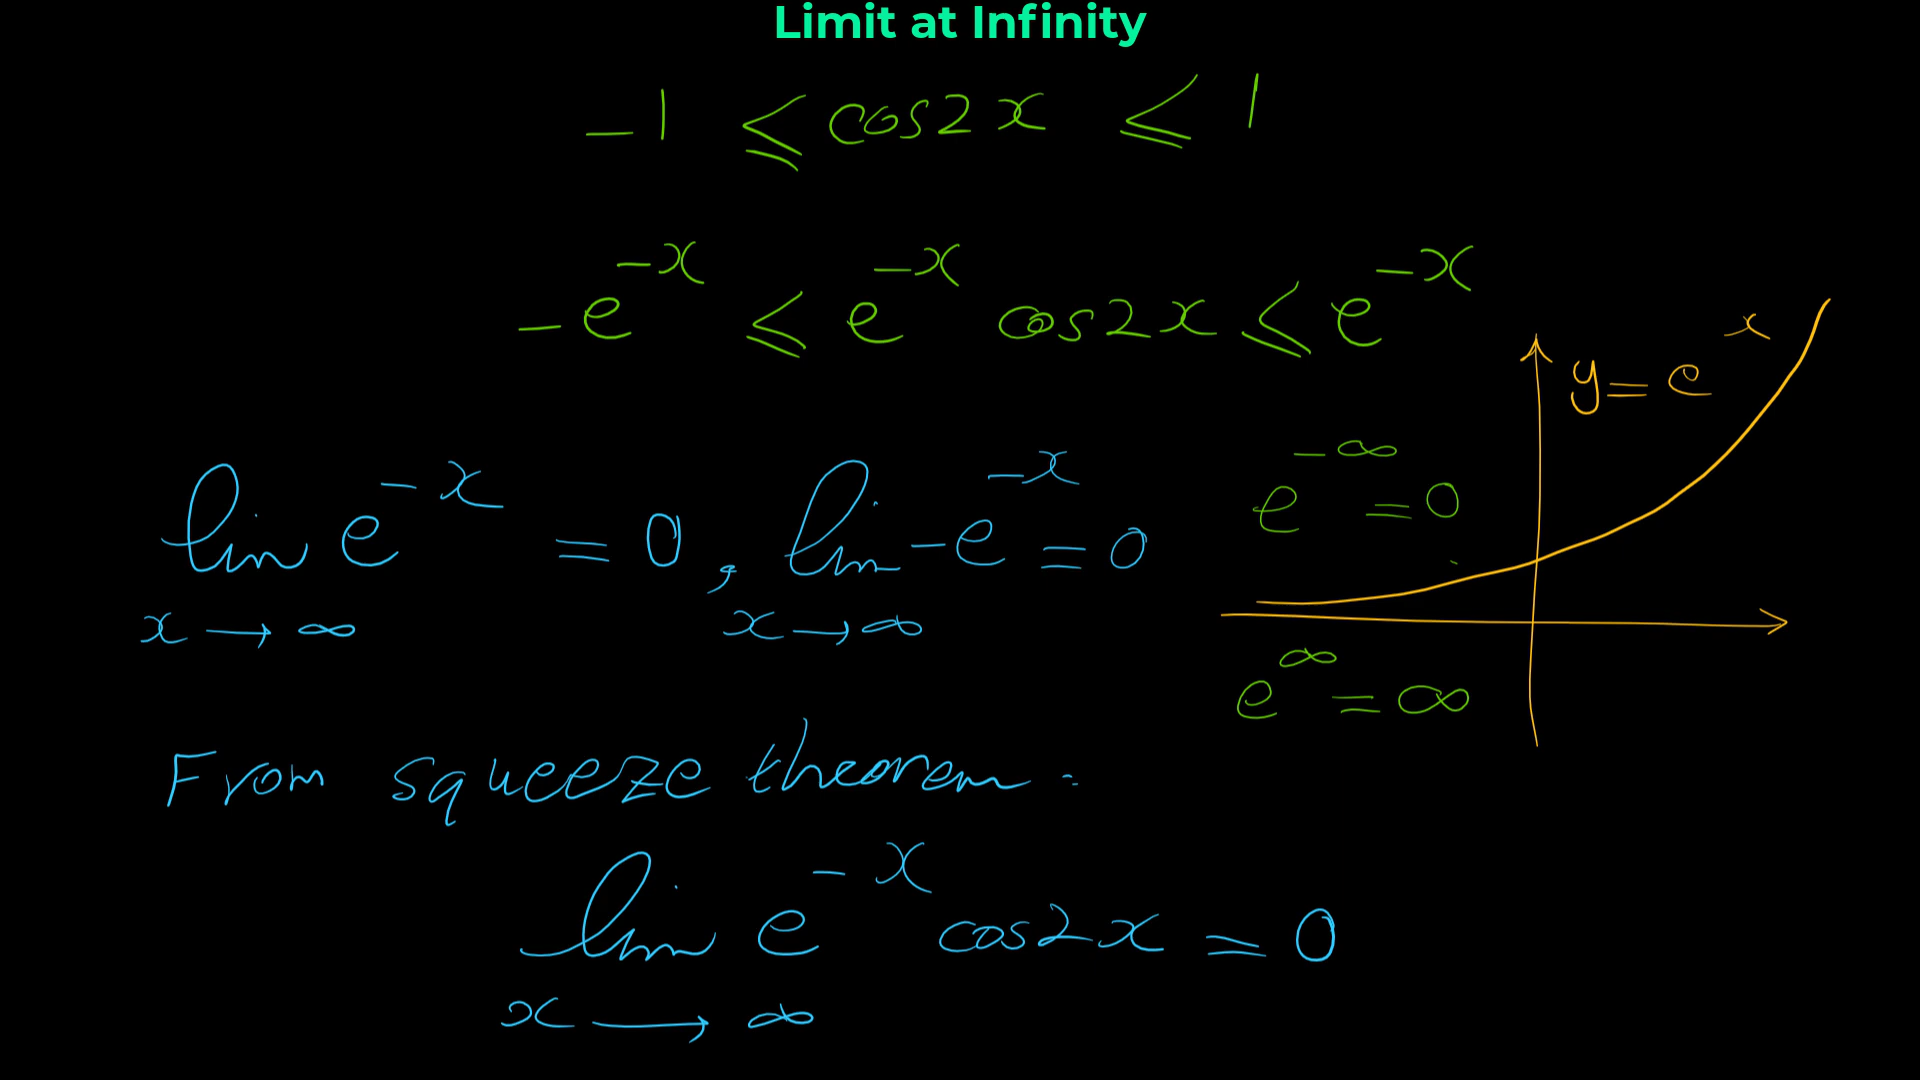 Limit at Infinity
-1 ≤ cos2x ≤ 1
-e^{-x} ≤ e^{-x} cos2x ≤ e^{-x}
y = e^x
lim_{x→∞} e^{-x} = 0, lim_{x→∞} -e^{-x} = 0
e^{-∞} = 0
e^∞ = ∞
From squeeze theorem :
lim_{x→∞} e^{-x} cos2x = 0